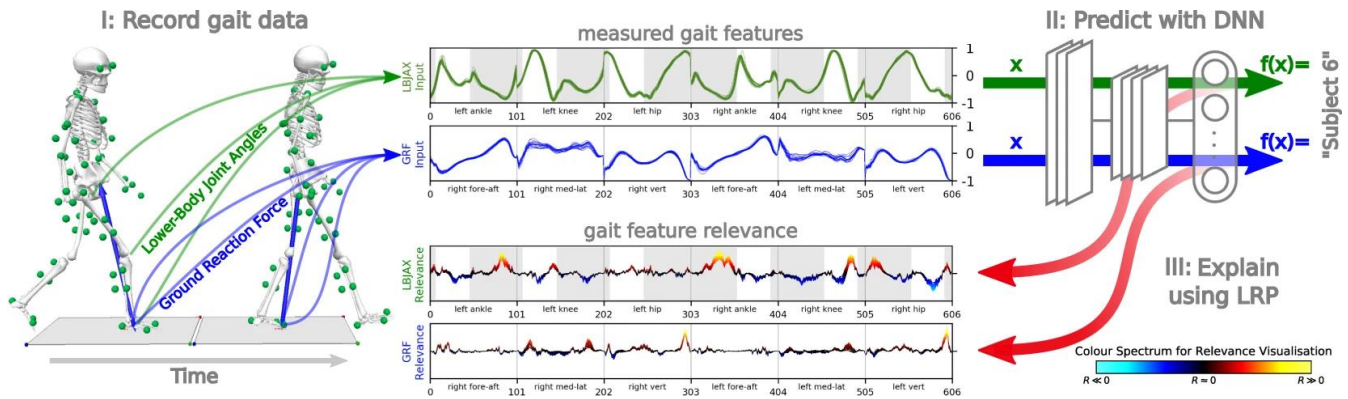 I: Record gait data
Lower-Body Joint Angles
Ground Reaction Force
Time
measured gait features
LBJAX
Input
1
0
-1
left ankle left knee left hip right ankle right knee right hip
0 101 202 303 404 505 606
GRF
Input
1
0
-1
right fore-aft right med-lat right vert left fore-aft left med-lat left vert
0 101 202 303 404 505 606
gait feature relevance
LBJAX
Relevance
left ankle left knee left hip right ankle right knee right hip
0 101 202 303 404 505 606
GRF
Relevance
right fore-aft right med-lat right vert left fore-aft left med-lat left vert
0 101 202 303 404 505 606
II: Predict with DNN
x f(x)=
x f(x)=
"Subject 6"
III: Explain
using LRP
Colour Spectrum for Relevance Visualisation
R ≪ 0 R ≈ 0 R ≫ 0